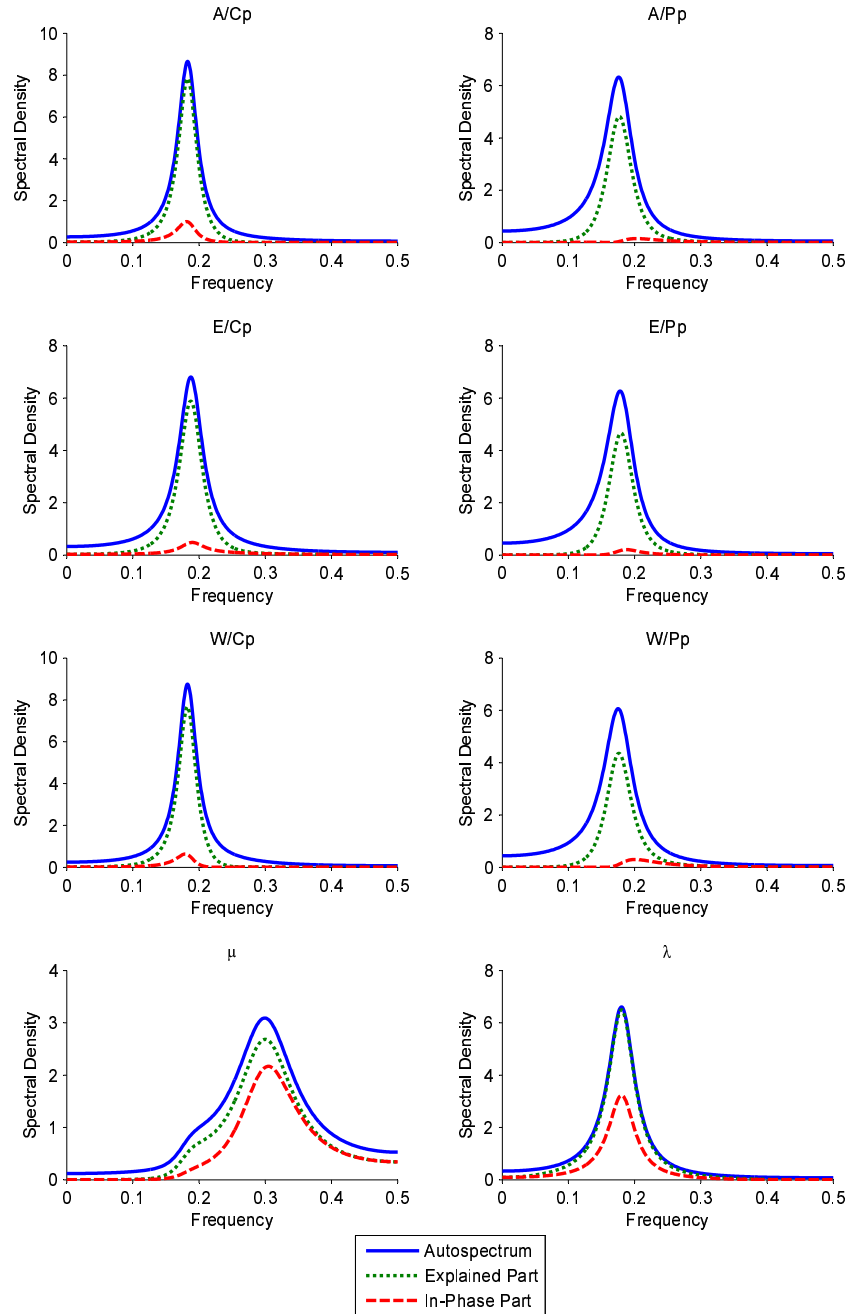 A/Cp
A/Pp
Spectral Density
10
8
6
4
2
0
0 0.1 0.2 0.3 0.4 0.5
Frequency
Spectral Density
8
6
4
2
0
0 0.1 0.2 0.3 0.4 0.5
Frequency
E/Cp
E/Pp
Spectral Density
8
6
4
2
0
0 0.1 0.2 0.3 0.4 0.5
Frequency
Spectral Density
8
6
4
2
0
0 0.1 0.2 0.3 0.4 0.5
Frequency
W/Cp
W/Pp
Spectral Density
10
8
6
4
2
0
0 0.1 0.2 0.3 0.4 0.5
Frequency
Spectral Density
8
6
4
2
0
0 0.1 0.2 0.3 0.4 0.5
Frequency
μ
λ
Spectral Density
4
3
2
1
0
0 0.1 0.2 0.3 0.4 0.5
Frequency
Spectral Density
8
6
4
2
0
0 0.1 0.2 0.3 0.4 0.5
Frequency
Autospectrum
Explained Part
In-Phase Part